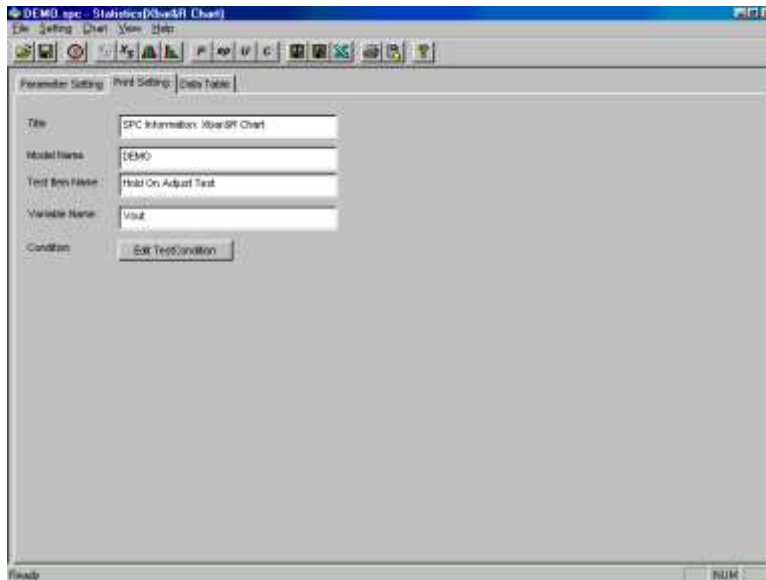 DEMO.spc - Statistics(Xbar&R Chart)
File Setting Chart View Help
X̅s P np U C ?
Parameter Setting Print Setting Data Table
Title SPC Information: Xbar&R Chart
Model Name DEMO
Test Item Name Hold On Adjust Test
Variable Name Vout
Condition Edit TestCondition
Ready NUM